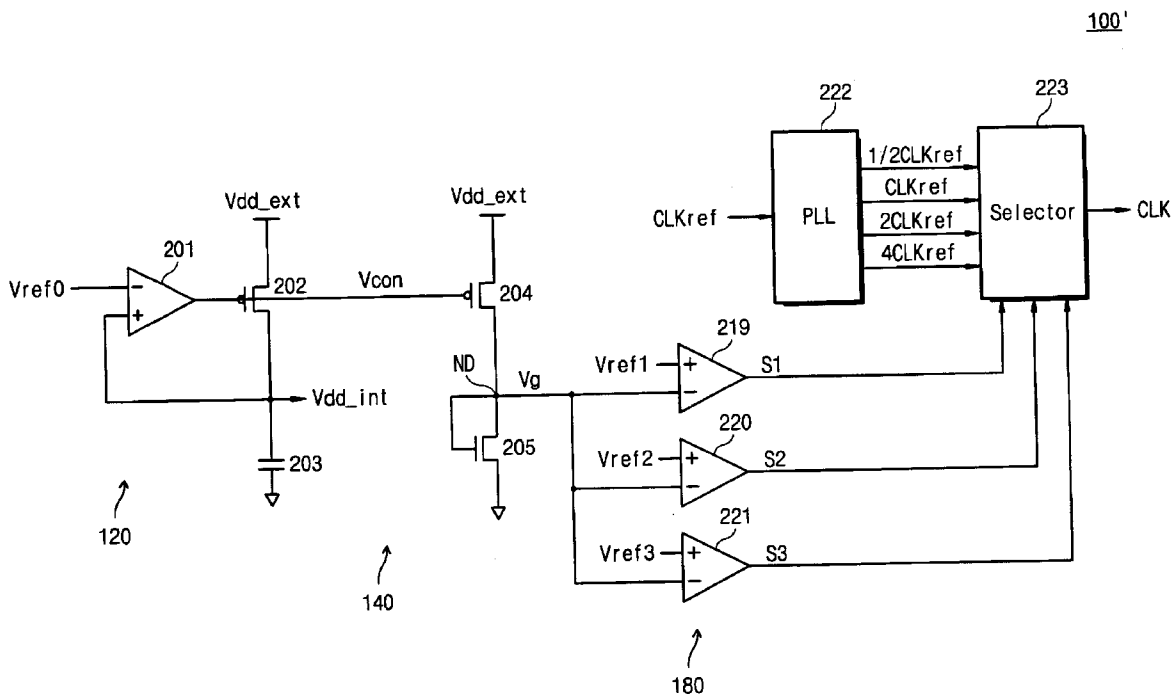 100'
222
223
1/2CLKref
CLKref
2CLKref
4CLKref
CLKref
PLL
Selector
CLK
Vdd_ext
Vdd_ext
201
Vref0
-
+
202
Vcon
204
219
Vref1
+
-
S1
ND
Vg
Vdd_int
205
203
220
Vref2
+
-
S2
221
Vref3
+
-
S3
120
140
180